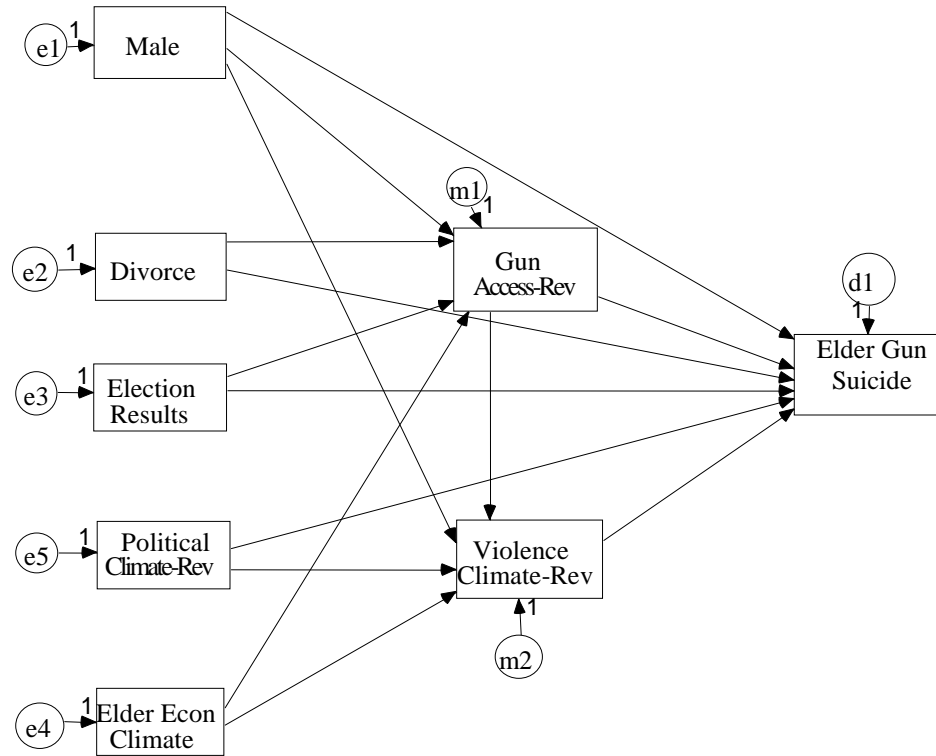 1
e1
Male
m1
1
1
e2
Divorce
Gun
Access-Rev
d1
1
Elder Gun
Suicide
1
e3
Election
Results
1
e5
Political
Climate-Rev
Violence
Climate-Rev
1
m2
1
e4
Elder Econ
Climate